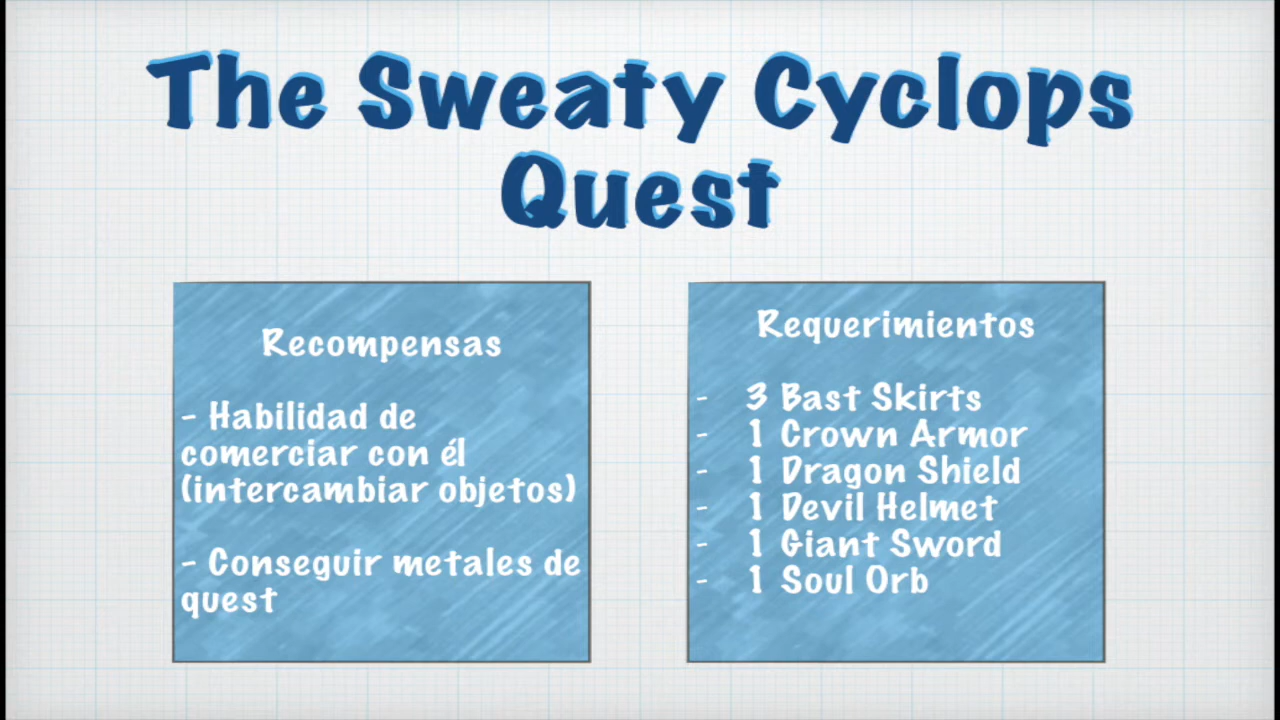 The Sweaty Cyclops
Quest
Recompensas
- Habilidad de
comerciar con él
(intercambiar objetos)
- Conseguir metales de
quest
Requerimientos
- 3 Bast Skirts
- 1 Crown Armor
- 1 Dragon Shield
- 1 Devil Helmet
- 1 Giant Sword
- 1 Soul Orb